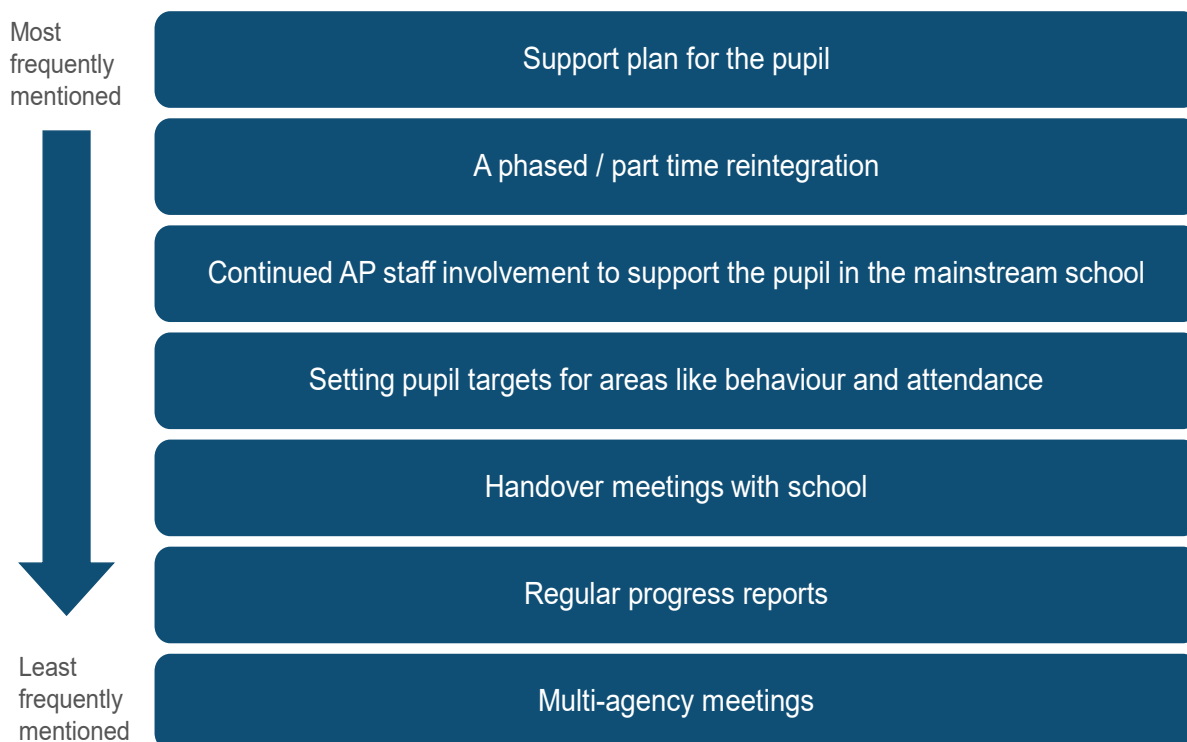 Most
frequently
mentioned
Support plan for the pupil
A phased / part time reintegration
Continued AP staff involvement to support the pupil in the mainstream school
Setting pupil targets for areas like behaviour and attendance
Handover meetings with school
Regular progress reports
Least
frequently
mentioned
Multi-agency meetings